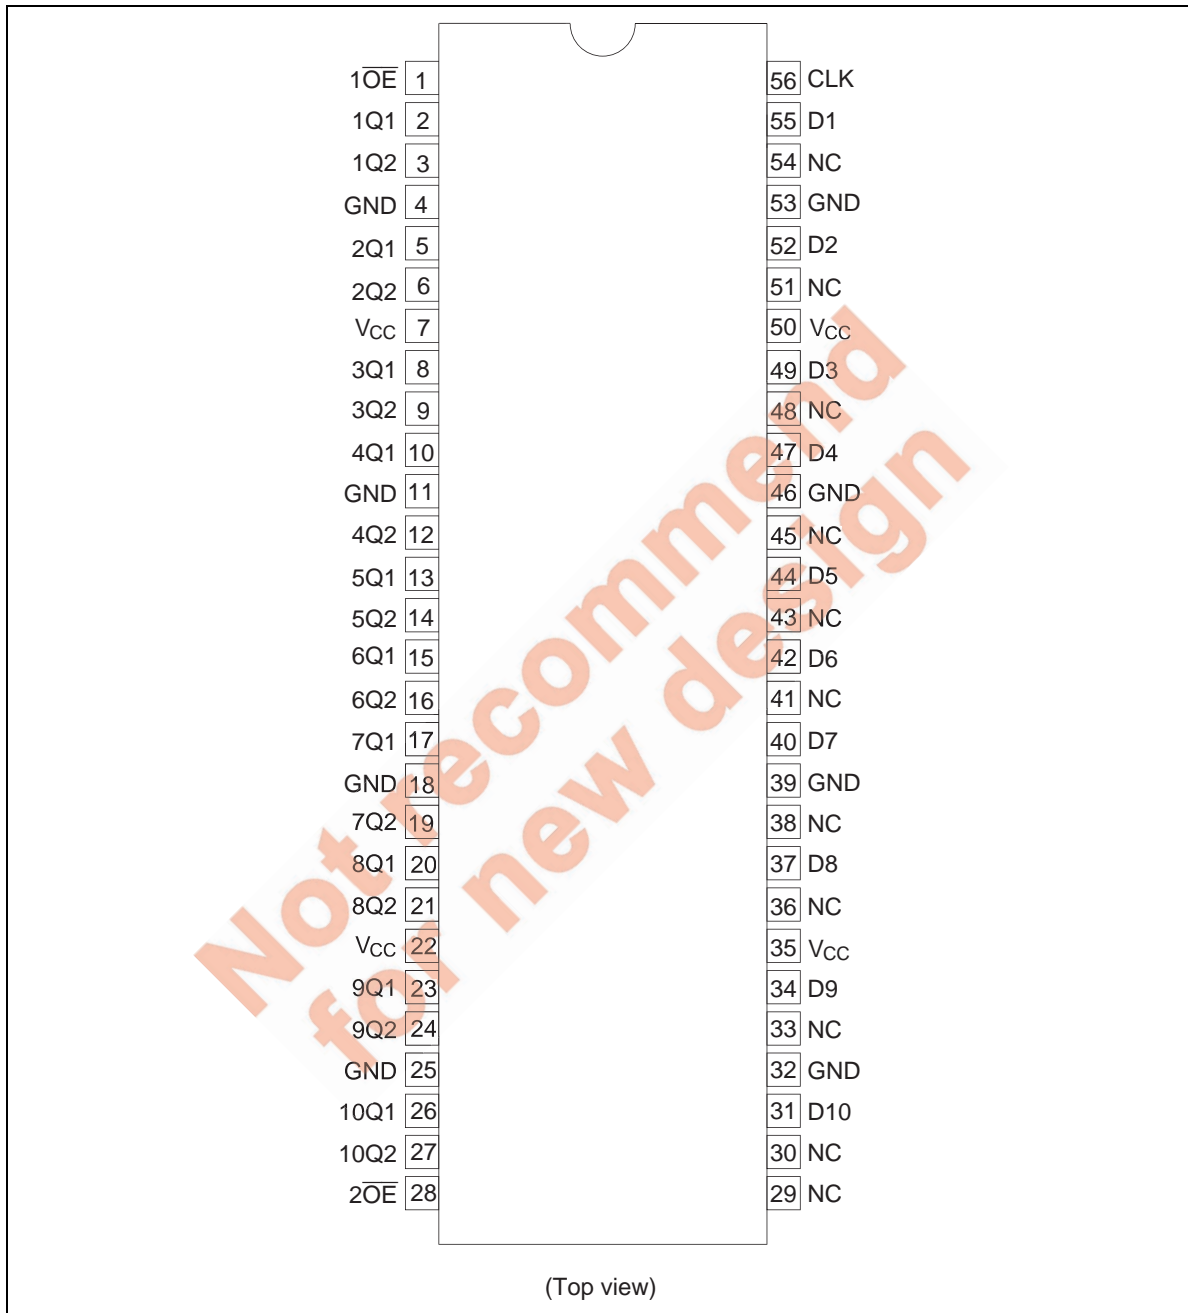 1OE 1 56 CLK
1Q1 2 55 D1
1Q2 3 54 NC
GND 4 53 GND
2Q1 5 52 D2
2Q2 6 51 NC
VCC 7 50 VCC
3Q1 8 49 D3
3Q2 9 48 NC
4Q1 10 47 D4
GND 11 46 GND
4Q2 12 45 NC
5Q1 13 44 D5
5Q2 14 43 NC
6Q1 15 42 D6
6Q2 16 41 NC
7Q1 17 40 D7
GND 18 39 GND
7Q2 19 38 NC
8Q1 20 37 D8
8Q2 21 36 NC
VCC 22 35 VCC
9Q1 23 34 D9
9Q2 24 33 NC
GND 25 32 GND
10Q1 26 31 D10
10Q2 27 30 NC
2OE 28 29 NC
(Top view)
Not recommend
for new design